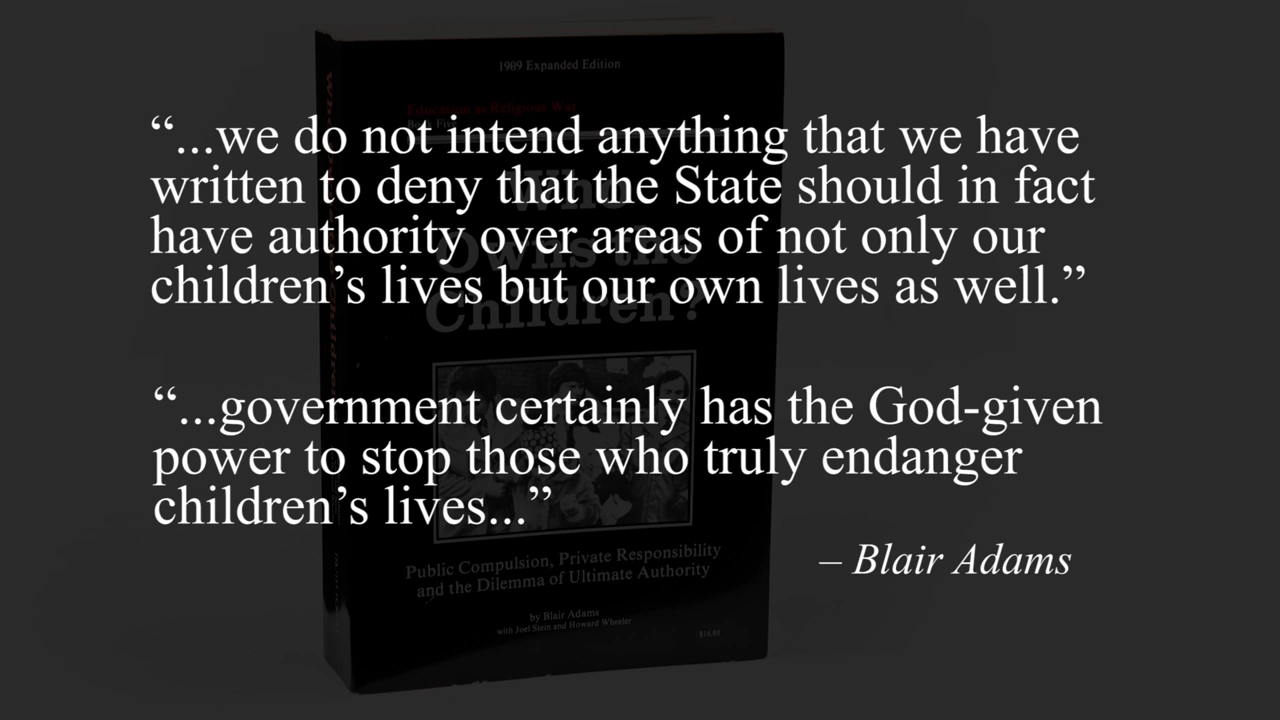 1989 Expanded Edition
Education as Religious War
Book Five
“...we do not intend anything that we have
written to deny that the State should in fact
have authority over areas of not only our
children’s lives but our own lives as well.”
Who
Owns the
Children?
“...government certainly has the God-given
power to stop those who truly endanger
children’s lives...”
– Blair Adams
Public Compulsion, Private Responsibility
and the Dilemma of Ultimate Authority
by Blair Adams
with Joel Stein and Howard Wheeler
$16.95